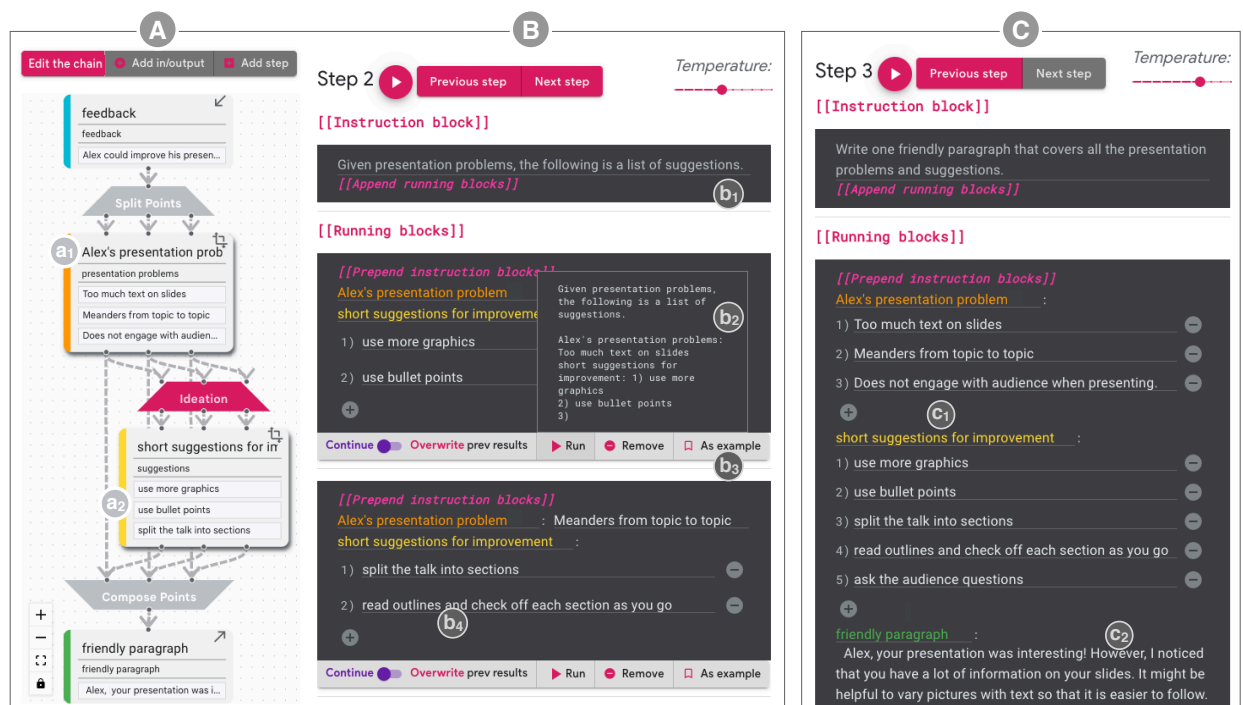 A
Edit the chain
Add in/output
Add step
feedback
feedback
Alex could improve his presen...
Split Points
a1
Alex's presentation prob
presentation problems
Too much text on slides
Meanders from topic to topic
Does not engage with audien...
Ideation
short suggestions for im
suggestions
a2
use more graphics
use bullet points
split the talk into sections
Compose Points
friendly paragraph
friendly paragraph
Alex, your presentation was i...
B
Step 2
Previous step
Next step
Temperature:
[[Instruction block]]
Given presentation problems, the following is a list of suggestions.
[[Append running blocks]]
b1
[[Running blocks]]
[[Prepend instruction blocks]]
Alex's presentation problem
short suggestions for improveme
1) use more graphics
2) use bullet points
Given presentation problems,
the following is a list of
suggestions.
b2
Alex's presentation problems:
Too much text on slides
short suggestions for
improvement: 1) use more
graphics
2) use bullet points
3)
Continue
Overwrite prev results
Run
Remove
As example
b3
[[Prepend instruction blocks]]
Alex's presentation problem : Meanders from topic to topic
short suggestions for improvement :
1) split the talk into sections
2) read outlines and check off each section as you go
b4
Continue
Overwrite prev results
Run
Remove
As example
C
Step 3
Previous step
Next step
Temperature:
[[Instruction block]]
Write one friendly paragraph that covers all the presentation
problems and suggestions.
[[Append running blocks]]
[[Running blocks]]
[[Prepend instruction blocks]]
Alex's presentation problem :
1) Too much text on slides
2) Meanders from topic to topic
3) Does not engage with audience when presenting.
c1
short suggestions for improvement :
1) use more graphics
2) use bullet points
3) split the talk into sections
4) read outlines and check off each section as you go
5) ask the audience questions
friendly paragraph :
c2
Alex, your presentation was interesting! However, I noticed
that you have a lot of information on your slides. It might be
helpful to vary pictures with text so that it is easier to follow.